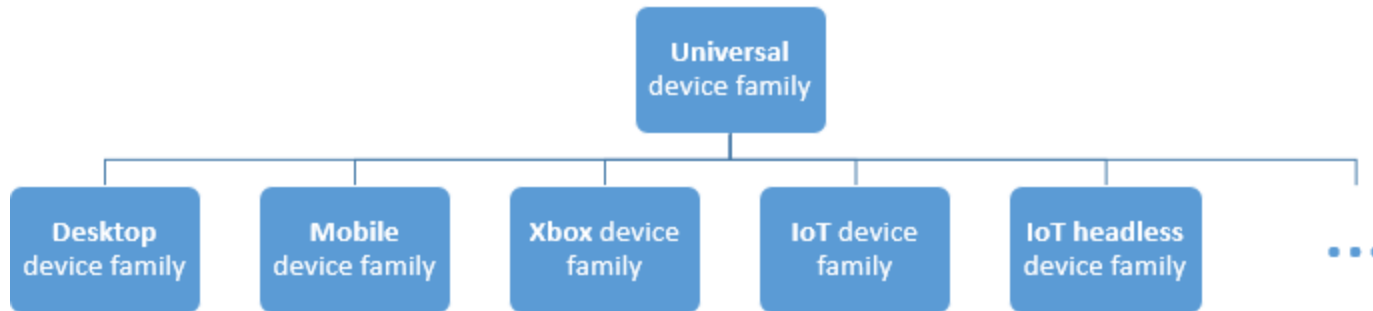 Universal
device family
Desktop
device family
Mobile
device family
Xbox device
family
IoT device
family
IoT headless
device family
...